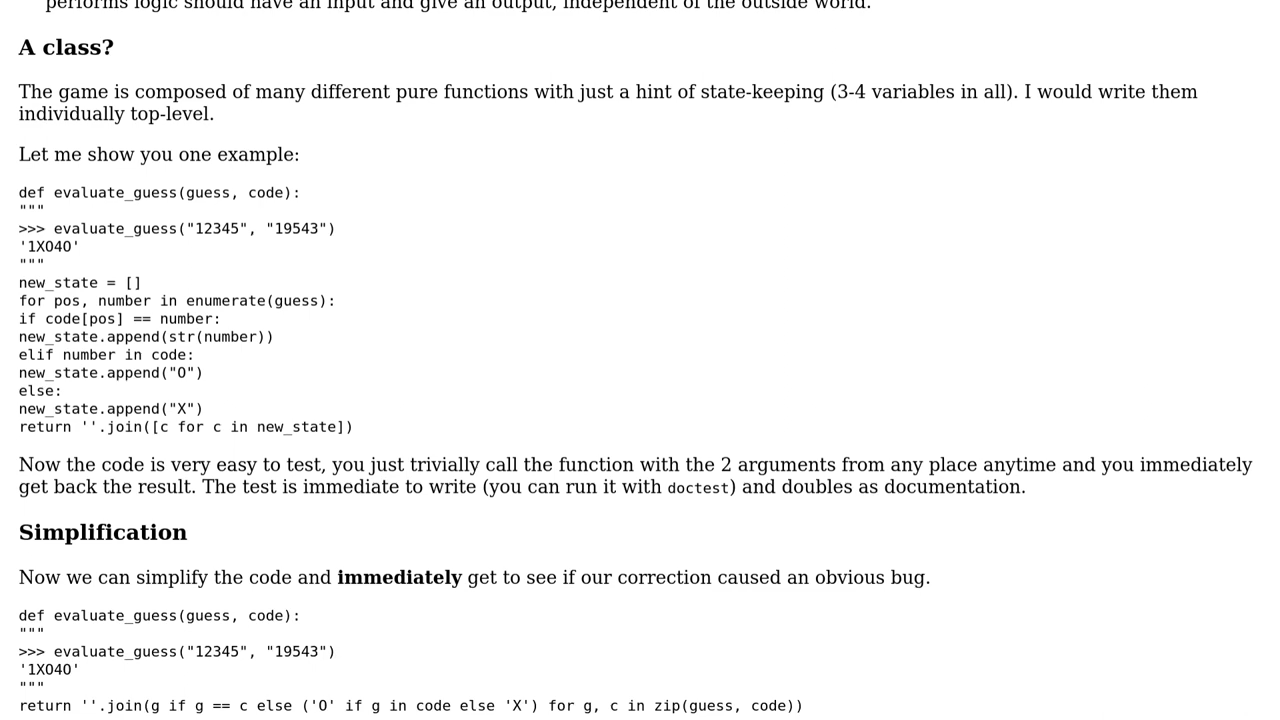 performs logic should have an input and give an output, independent of the outside world.
A class?
The game is composed of many different pure functions with just a hint of state-keeping (3-4 variables in all). I would write them
individually top-level.
Let me show you one example:
def evaluate_guess(guess, code):
"""
>>> evaluate_guess("12345", "19543")
'1XO4O'
"""
new_state = []
for pos, number in enumerate(guess):
if code[pos] == number:
new_state.append(str(number))
elif number in code:
new_state.append("O")
else:
new_state.append("X")
return ''.join([c for c in new_state])
Now the code is very easy to test, you just trivially call the function with the 2 arguments from any place anytime and you immediately
get back the result. The test is immediate to write (you can run it with doctest) and doubles as documentation.
Simplification
Now we can simplify the code and immediately get to see if our correction caused an obvious bug.
def evaluate_guess(guess, code):
"""
>>> evaluate_guess("12345", "19543")
'1XO4O'
"""
return ''.join(g if g == c else ('O' if g in code else 'X') for g, c in zip(guess, code))